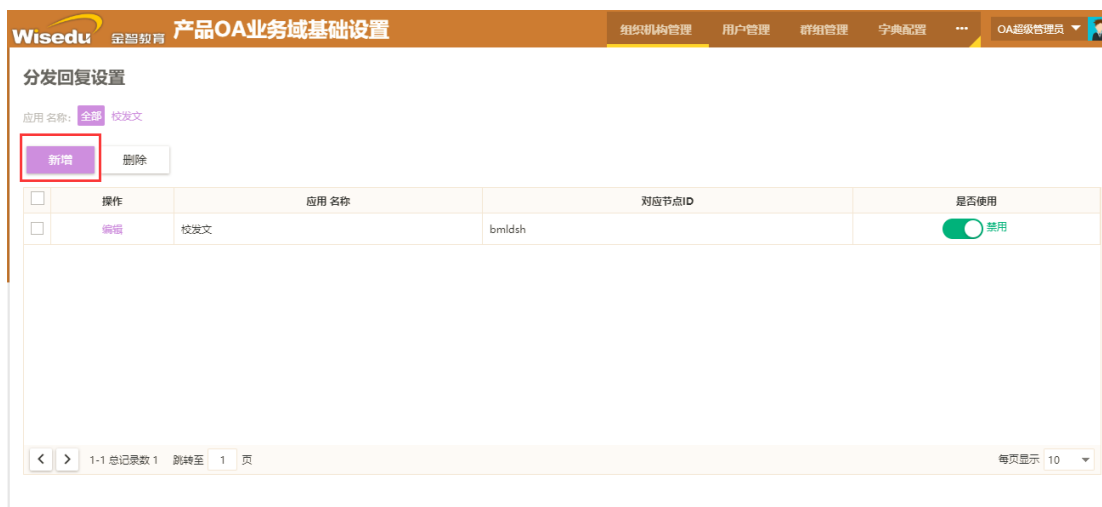 Wisedu 金智教育 产品OA业务域基础设置 组织机构管理 用户管理 群组管理 字典配置 ··· OA超级管理员
分发回复设置
应用 名称: 全部 校发文
新增 删除
操作 应用 名称 对应节点ID 是否使用
编辑 校发文 bmldsh 禁用
1-1 总记录数 1 跳转至 1 页 每页显示 10